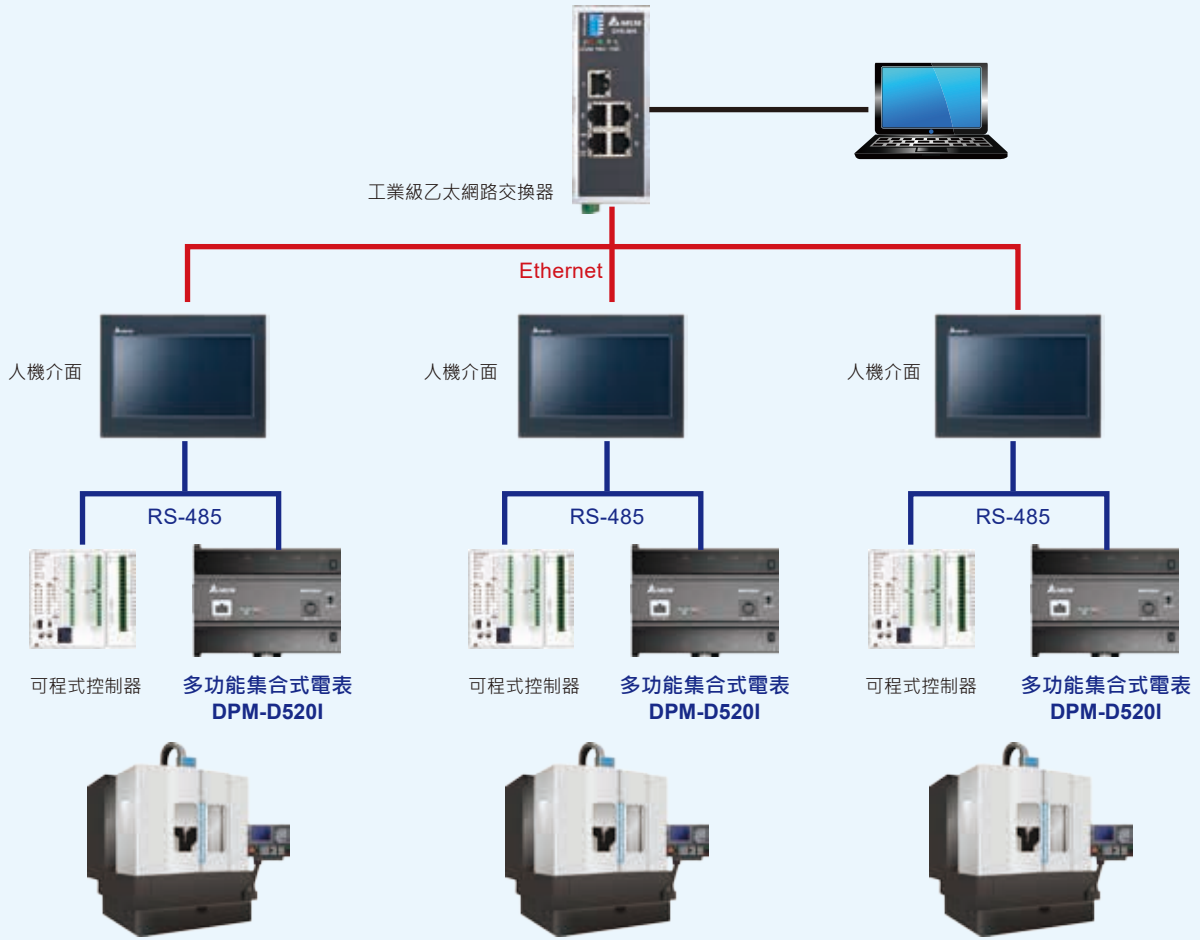 工業級乙太網路交換器
Ethernet
人機介面
人機介面
人機介面
RS-485
RS-485
RS-485
可程式控制器
多功能集合式電表
DPM-D520I
可程式控制器
多功能集合式電表
DPM-D520I
可程式控制器
多功能集合式電表
DPM-D520I